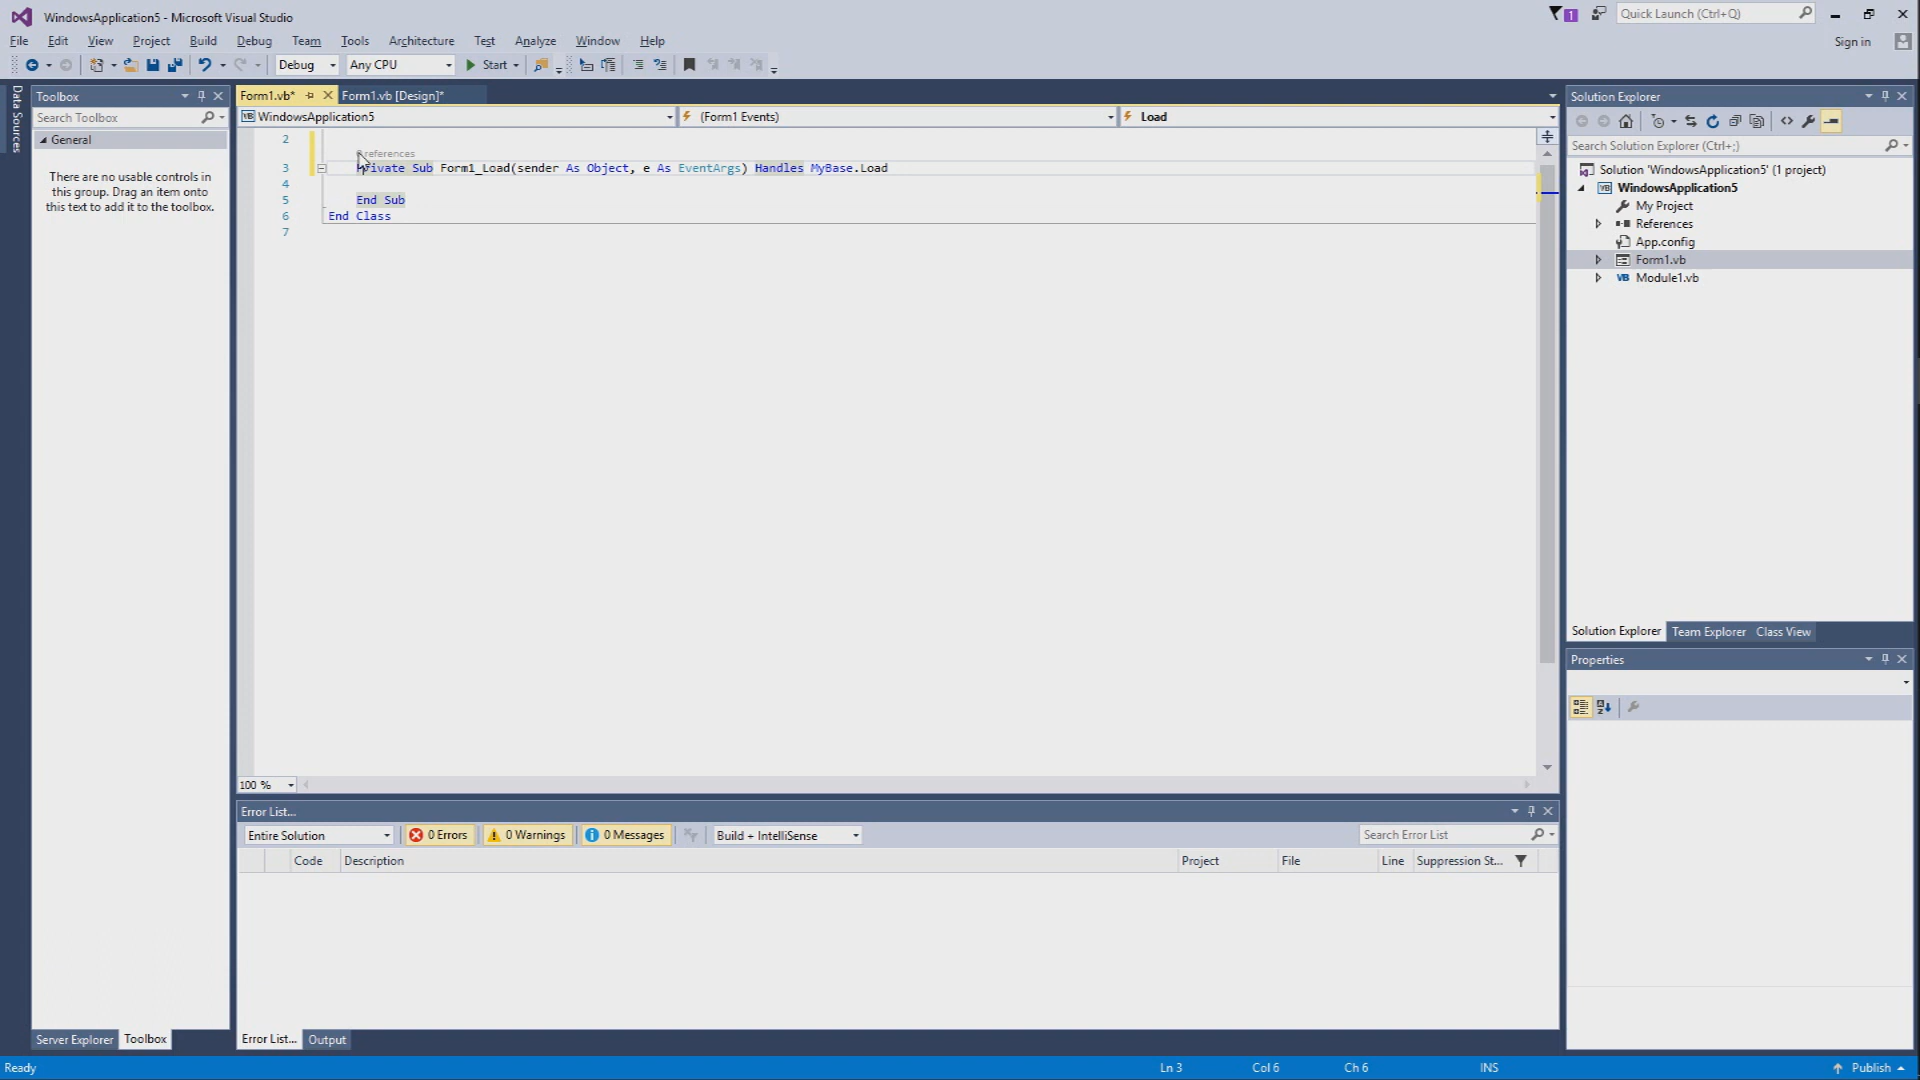 WindowsApplication5 - Microsoft Visual Studio
1
Quick Launch (Ctrl+Q)
File Edit View Project Build Debug Team Tools Architecture Test Analyze Window Help
Sign in
Debug Any CPU Start
Data Sources
Toolbox
Search Toolbox
General
There are no usable controls in
this group. Drag an item onto
this text to add it to the toolbox.
Server Explorer Toolbox
Form1.vb* Form1.vb [Design]*
WindowsApplication5 (Form1 Events) Load
2
references
3 Private Sub Form1_Load(sender As Object, e As EventArgs) Handles MyBase.Load
4
5 End Sub
6 End Class
7
100 %
Error List...
Entire Solution 0 Errors 0 Warnings 0 Messages Build + IntelliSense Search Error List
Code Description Project File Line Suppression St...
Error List... Output
Solution Explorer
Search Solution Explorer (Ctrl+;)
Solution 'WindowsApplication5' (1 project)
WindowsApplication5
My Project
References
App.config
Form1.vb
Module1.vb
Solution Explorer Team Explorer Class View
Properties
Ready Ln 3 Col 6 Ch 6 INS Publish